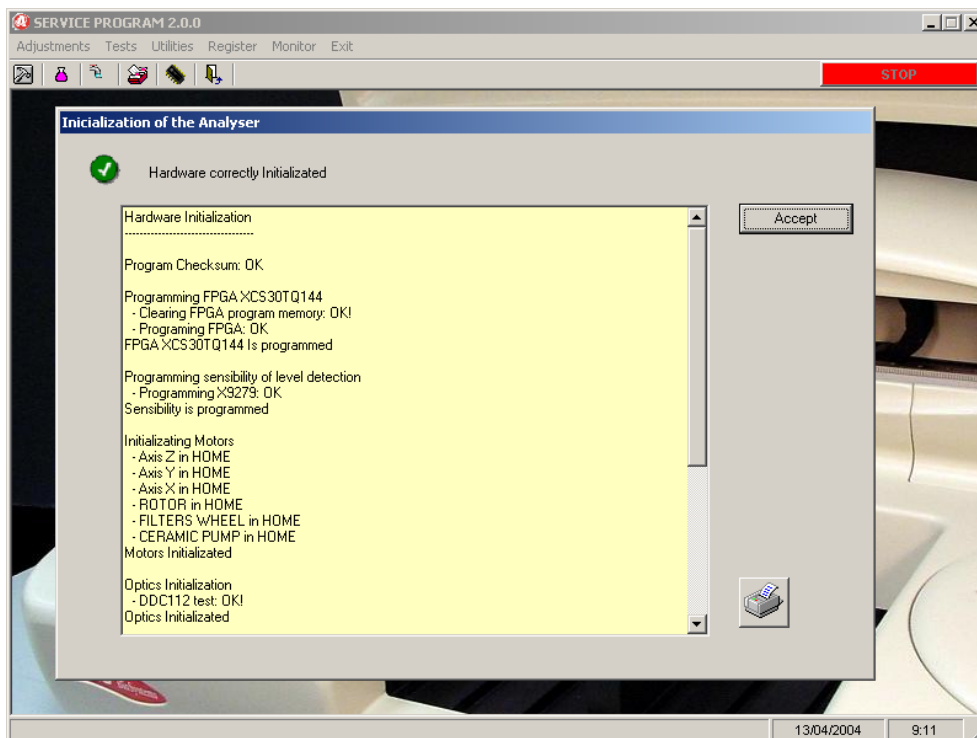 SERVICE PROGRAM 2.0.0
Adjustments Tests Utilities Register Monitor Exit
STOP
Inicialization of the Analyser
Hardware correctly Initializated
Accept
Hardware Initialization
-----------------------------------
Program Checksum: OK
Programming FPGA XCS30TQ144
- Clearing FPGA program memory: OK!
- Programing FPGA: OK
FPGA XCS30TQ144 Is programmed
Programming sensibility of level detection
- Programming X9279: OK
Sensibility is programmed
Initializating Motors
- Axis Z in HOME
- Axis Y in HOME
- Axis X in HOME
- ROTOR in HOME
- FILTERS WHEEL in HOME
- CERAMIC PUMP in HOME
Motors Initializated
Optics Initialization
- DDC112 test: OK!
Optics Initializated
13/04/2004 9:11